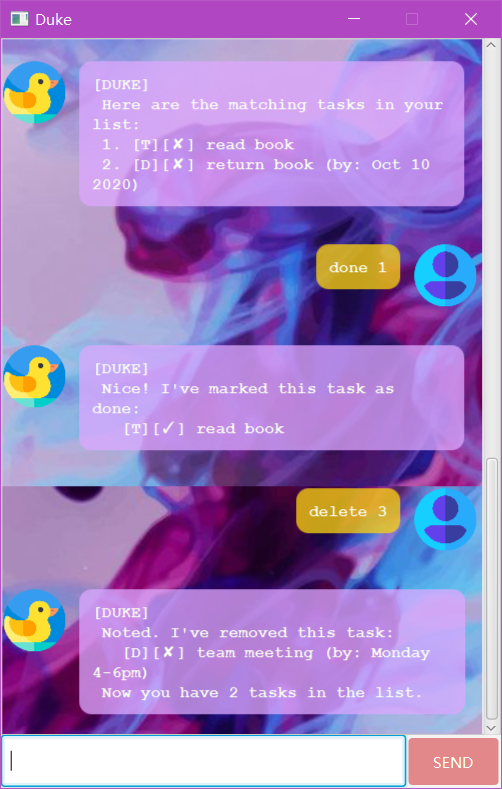 Duke
[DUKE]
Here are the matching tasks in your
list:
1. [T][✘] read book
2. [D][✘] return book (by: Oct 10
2020)
done 1
[DUKE]
Nice! I've marked this task as
done:
[T][✓] read book
delete 3
[DUKE]
Noted. I've removed this task:
[D][✘] team meeting (by: Monday
4-6pm)
Now you have 2 tasks in the list.
SEND